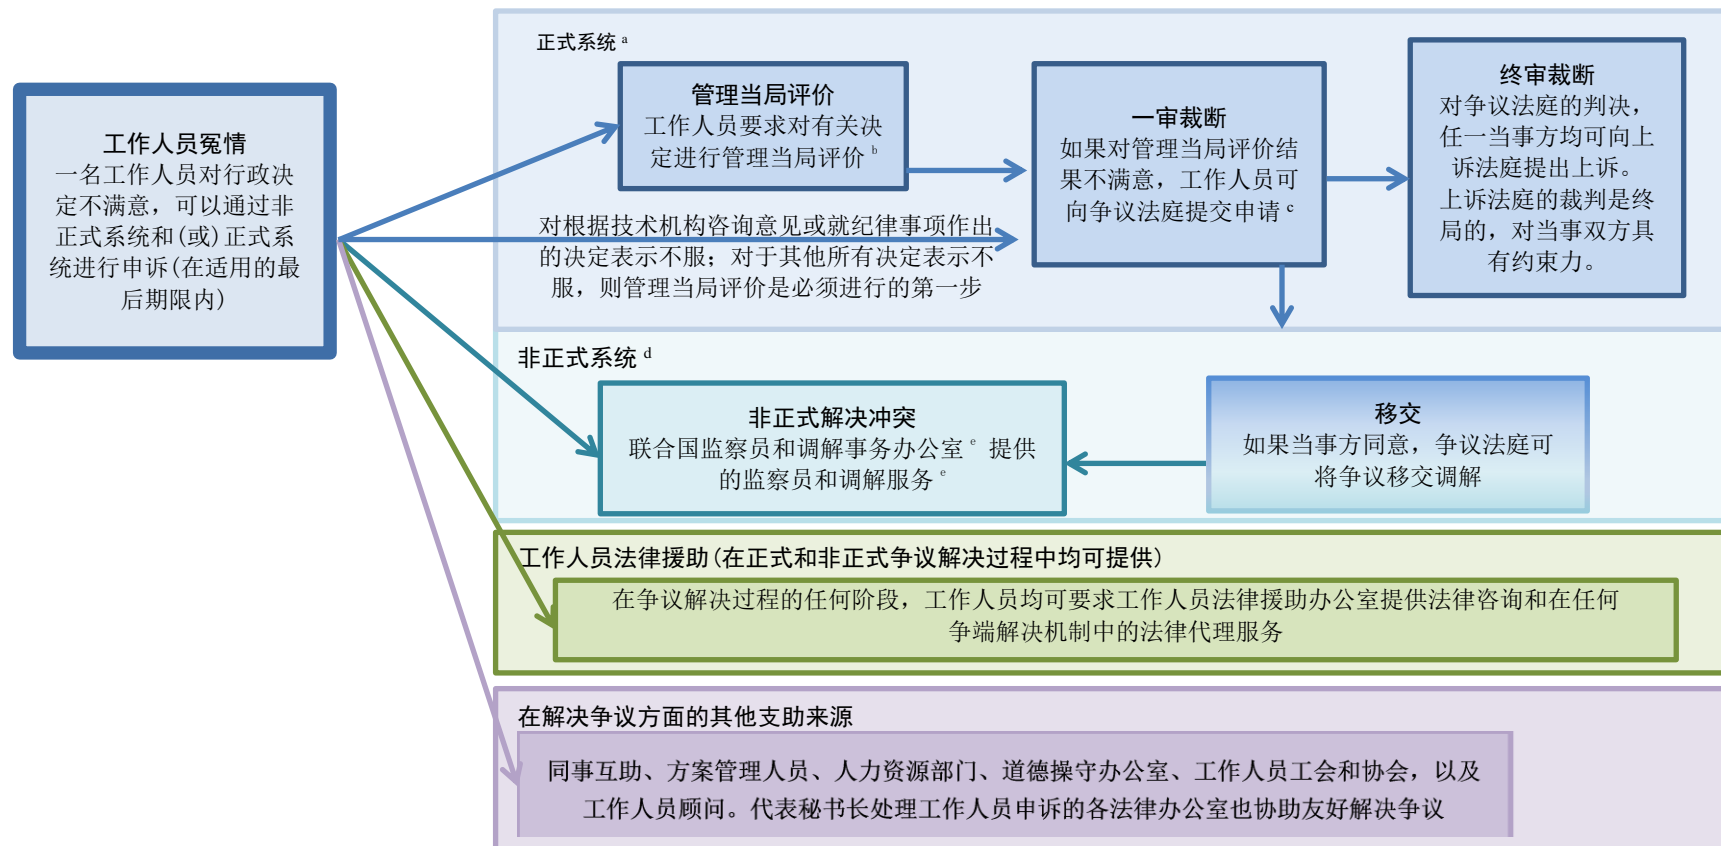 工作人员冤情
一名工作人员对行政决
定不满意，可以通过非
正式系统和(或)正式系
统进行申诉(在适用的最
后期限内)
正式系统 a
管理当局评价
工作人员要求对有关决
定进行管理当局评价 b
对根据技术机构咨询意见或就纪律事项作出
的决定表示不服；对于其他所有决定表示不
服，则管理当局评价是必须进行的第一步
一审裁断
如果对管理当局评价结
果不满意，工作人员可
向争议法庭提交申请 c
终审裁断
对争议法庭的判决，
任一当事方均可向上
诉法庭提出上诉。
上诉法庭的裁判是终
局的，对当事双方具
有约束力。
非正式系统 d
非正式解决冲突
联合国监察员和调解事务办公室 e 提供
的监察员和调解服务 e
移交
如果当事方同意，争议法庭可
将争议移交调解
工作人员法律援助(在正式和非正式争议解决过程中均可提供)
在争议解决过程的任何阶段，工作人员均可要求工作人员法律援助办公室提供法律咨询和在任何
争端解决机制中的法律代理服务
在解决争议方面的其他支助来源
同事互助、方案管理人员、人力资源部门、道德操守办公室、工作人员工会和协会，以及
工作人员顾问。代表秘书长处理工作人员申诉的各法律办公室也协助友好解决争议